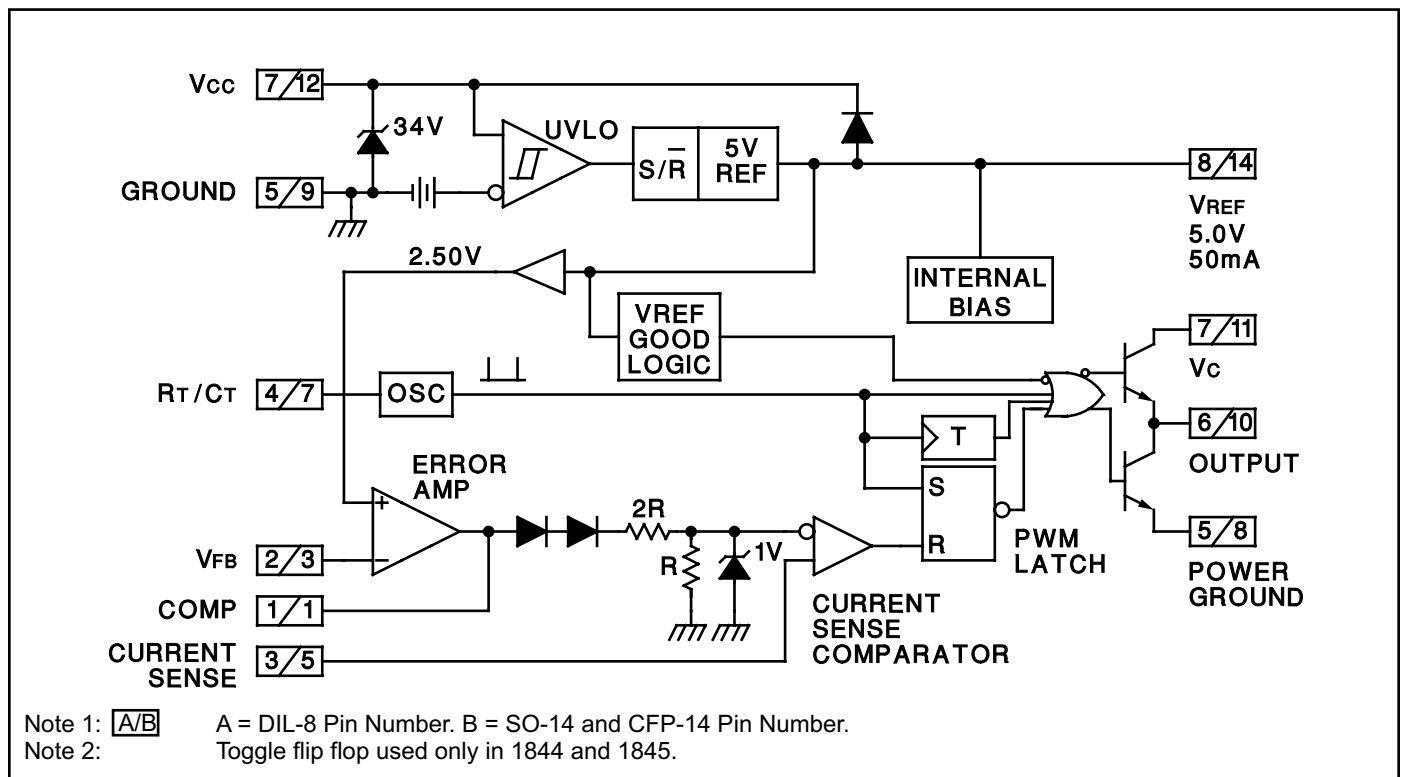 Vcc 7/12
34V
UVLO
S/R̅
5V
REF
GROUND 5/9
8/14
VREF
5.0V
50mA
2.50V
INTERNAL
BIAS
VREF
GOOD
LOGIC
7/11
Vc
RT/CT 4/7
OSC
T
6/10
OUTPUT
ERROR
AMP
+
−
S
R
2R
R
1V
PWM
LATCH
VFB 2/3
5/8
POWER
GROUND
COMP 1/1
CURRENT
SENSE
COMPARATOR
CURRENT
SENSE
3/5
Note 1: A/B A = DIL-8 Pin Number. B = SO-14 and CFP-14 Pin Number.
Note 2: Toggle flip flop used only in 1844 and 1845.